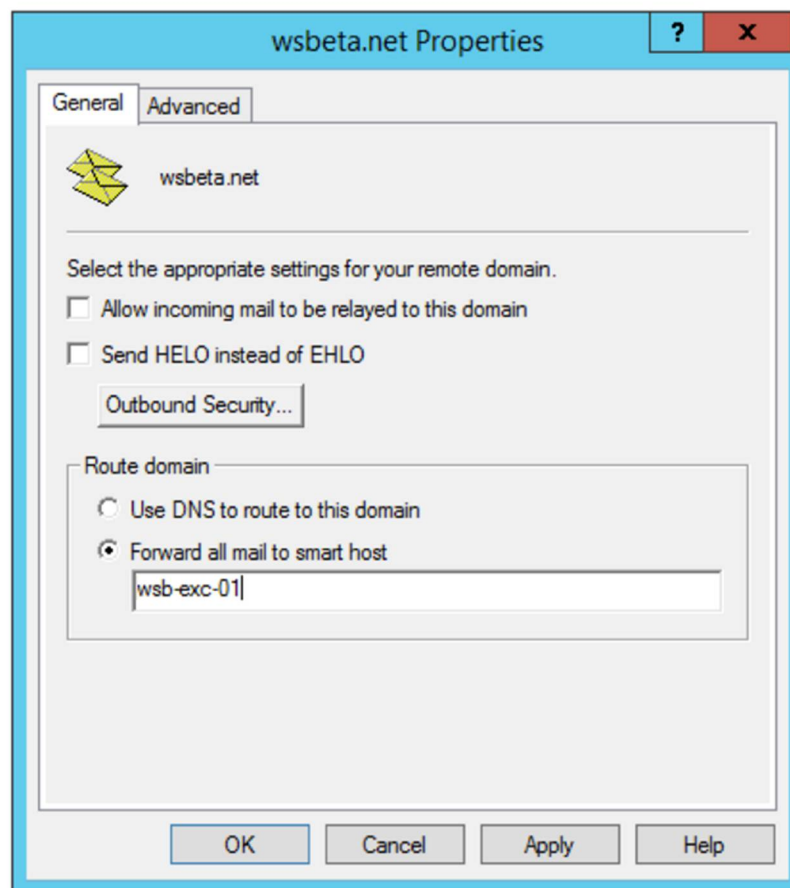 wsbeta.net Properties
?
x
General
Advanced
wsbeta.net
Select the appropriate settings for your remote domain.
Allow incoming mail to be relayed to this domain
Send HELO instead of EHLO
Outbound Security...
Route domain
Use DNS to route to this domain
Forward all mail to smart host
wsb-exc-01
OK
Cancel
Apply
Help